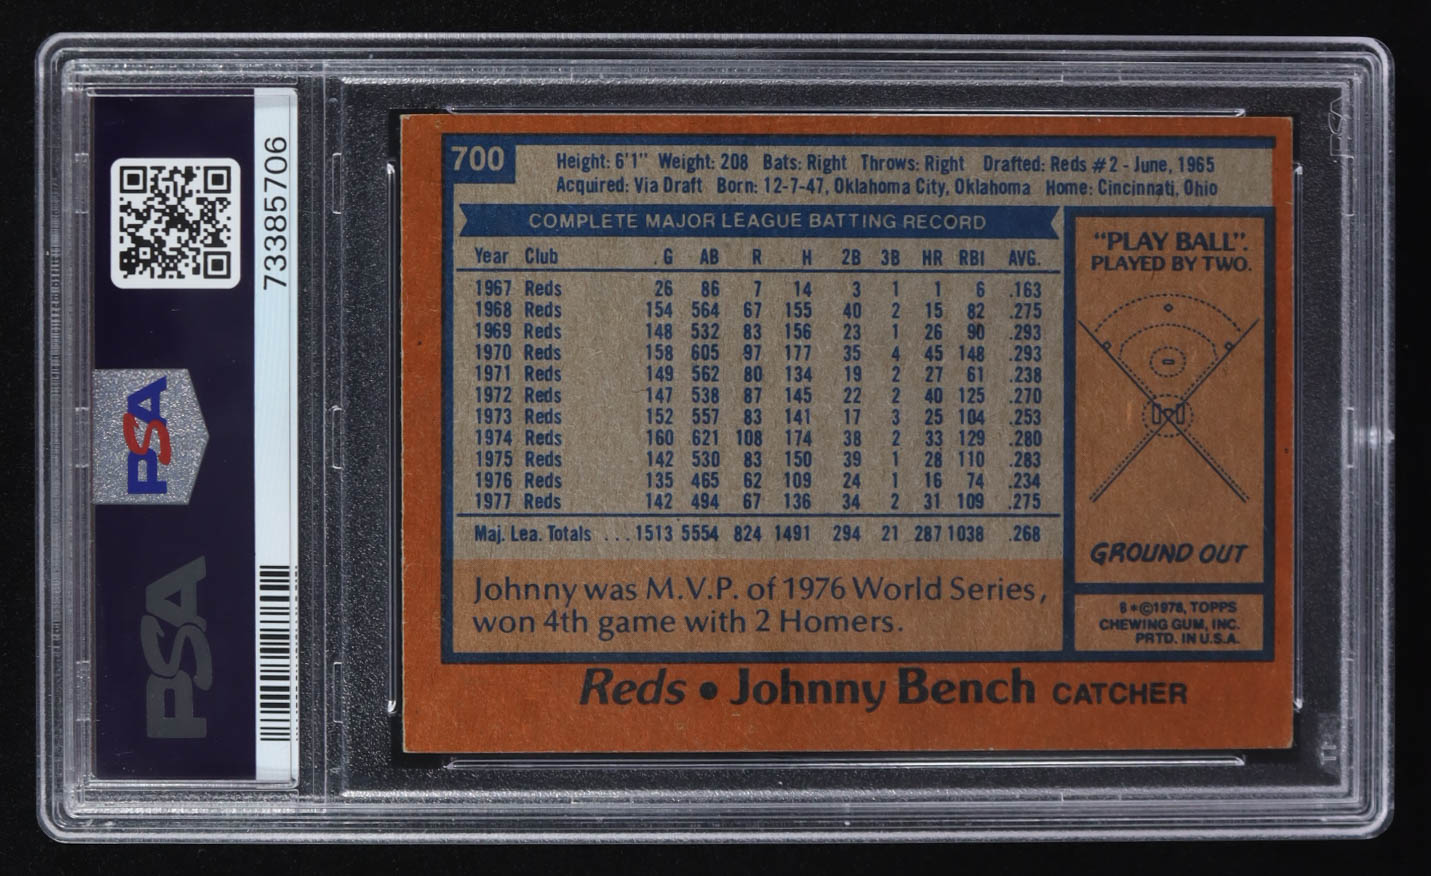 73385706
PSA
PSA
700
Height: 6'1" Weight: 208 Bats: Right Throws: Right Drafted: Reds #2 - June, 1965
Acquired: Via Draft Born: 12-7-47, Oklahoma City, Oklahoma Home: Cincinnati, Ohio
COMPLETE MAJOR LEAGUE BATTING RECORD
Year Club G AB R H 2B 3B HR RBI AVG.
1967 Reds 26 86 7 14 3 1 1 6 .163
1968 Reds 154 564 67 155 40 2 15 82 .275
1969 Reds 148 532 83 156 23 1 26 90 .293
1970 Reds 158 605 97 177 35 4 45 148 .293
1971 Reds 149 562 80 134 19 2 27 61 .238
1972 Reds 147 538 87 145 22 2 40 125 .270
1973 Reds 152 557 83 141 17 3 25 104 .253
1974 Reds 160 621 108 174 38 2 33 129 .280
1975 Reds 142 530 83 150 39 1 28 110 .283
1976 Reds 135 465 62 109 24 1 16 74 .234
1977 Reds 142 494 67 136 34 2 31 109 .275
Maj. Lea. Totals ... 1513 5554 824 1491 294 21 287 1038 .268
Johnny was M.V.P. of 1976 World Series,
won 4th game with 2 Homers.
"PLAY BALL".
PLAYED BY TWO.
GROUND OUT
©1978, TOPPS
CHEWING GUM, INC.
PRTD. IN U.S.A.
Reds • Johnny Bench CATCHER
PSA